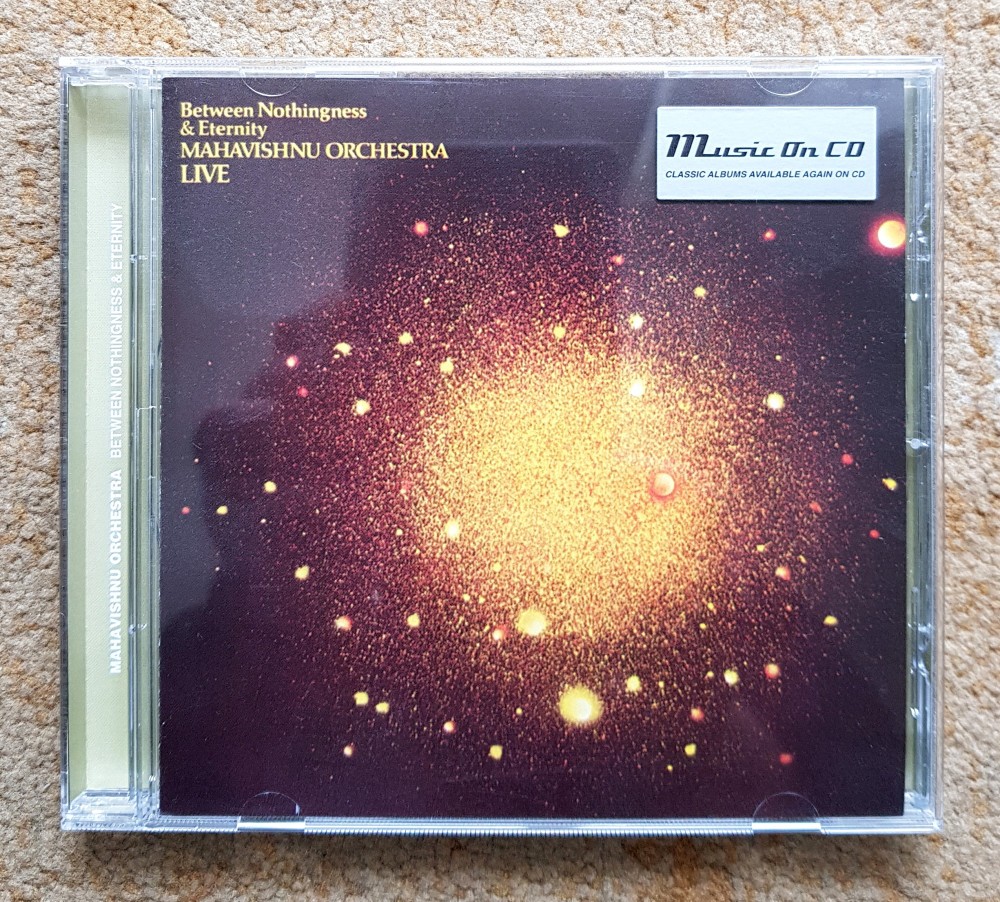 Between Nothingness
& Eternity
MAHAVISHNU ORCHESTRA
LIVE
Music On CD
CLASSIC ALBUMS AVAILABLE AGAIN ON CD
MAHAVISHNU ORCHESTRA BETWEEN NOTHINGNESS & ETERNITY